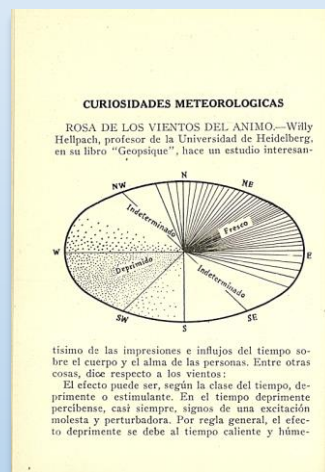 CURIOSIDADES METEOROLOGICAS
ROSA DE LOS VIENTOS DEL ANIMO.—Willy
Hellpach, profesor de la Universidad de Heidelberg,
en su libro "Geopsique", hace un estudio interesan-
N
NW
NE
Indeterminado
Fresco
W
E
Deprimido
Indeterminado
SW
SE
S
tísimo de las impresiones e influjos del tiempo so-
bre el cuerpo y el alma de las personas. Entre otras
cosas, dice respecto a los vientos:
El efecto puede ser, según la clase del tiempo, de-
primente o estimulante. En el tiempo deprimente
percíbense, casi siempre, signos de una excitación
molesta y perturbadora. Por regla general, el efec-
to deprimente se debe al tiempo caliente y húme-